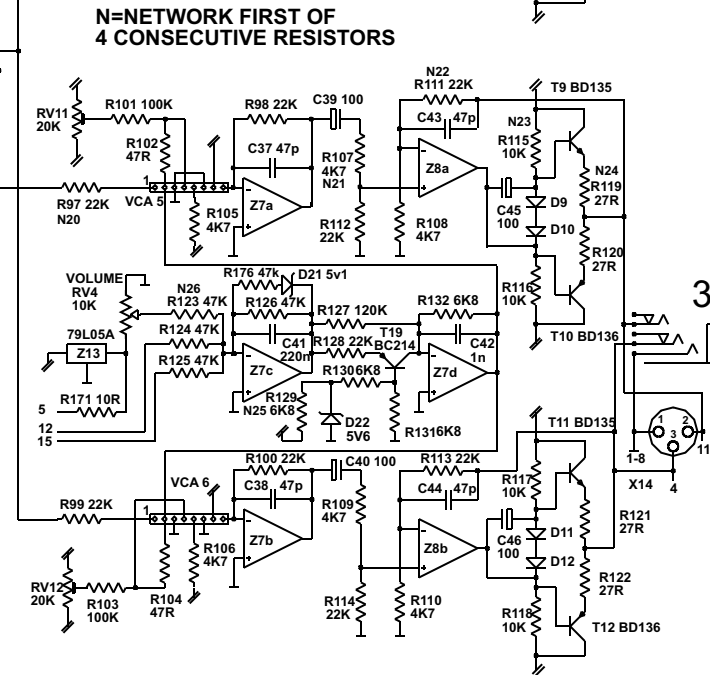 N=NETWORK FIRST OF
4 CONSECUTIVE RESISTORS
RV11
20K
R101 100K
R102
47R
R98 22K
C37 47p
C39 100
R107
4K7
N21
N22
R111 22K
C43 47p
T9 BD135
N23
R115
10K
N24
R119
27R
1
VCA 5
R97 22K
N20
R105
4K7
Z7a
R112
22K
Z8a
R108
4K7
C45
100
D9
D10
R120
27R
R116
10K
T10 BD136
VOLUME
RV4
10K
79L05A
Z13
5
R171 10R
12
15
N26
R123 47K
R124 47K
R125 47K
R176 47k
D21 5v1
R126 47K
C41
220n
Z7c
N25
R127 120K
R128 22K
T19
BC214
R129
6K8
R130 6K8
D22
5V6
R131 6K8
R132 6K8
C42
1n
Z7d
3
1
2
3
11
1-8
X14
4
R99 22K
1
VCA 6
R100 22K
C38 47p
C40 100
R109
4K7
R113 22K
C44 47p
T11 BD135
R117
10K
R121
27R
RV12
20K
R103
100K
R104
47R
R106
4K7
Z7b
R114
22K
Z8b
R110
4K7
C46
100
D11
D12
R122
27R
R118
10K
T12 BD136